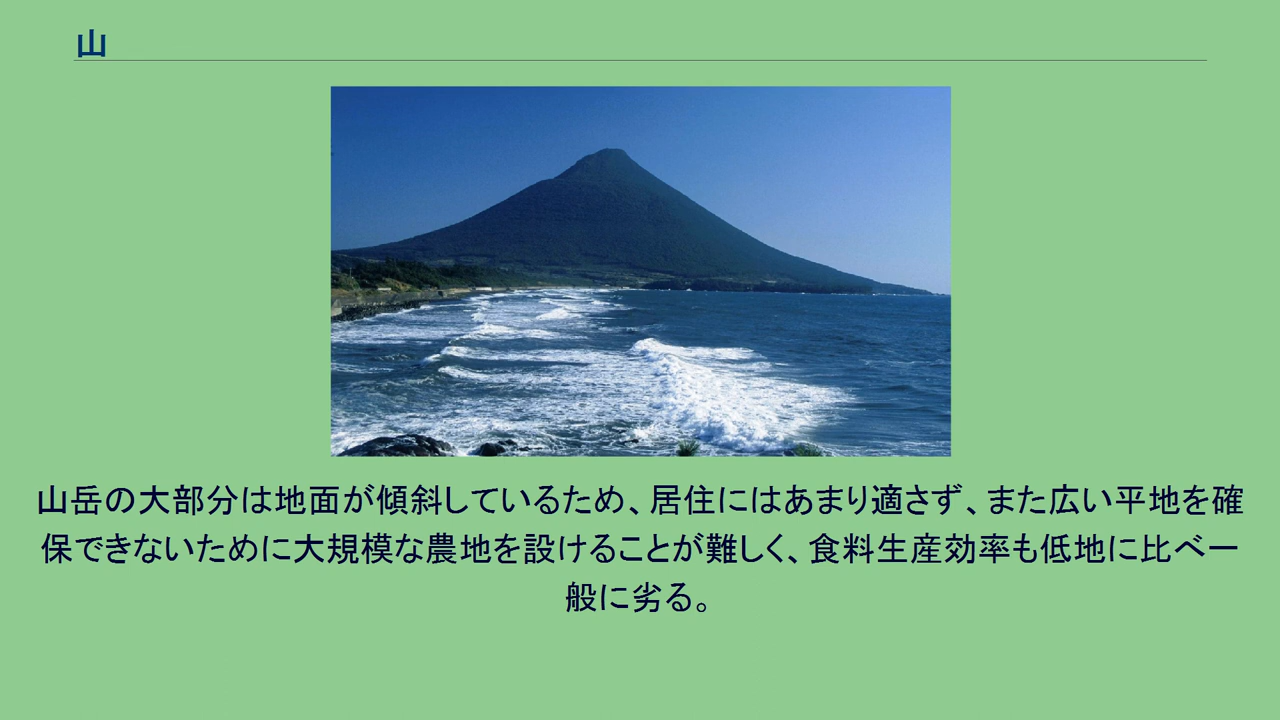 山
山岳の大部分は地面が傾斜しているため、居住にはあまり適さず、また広い平地を確
保できないために大規模な農地を設けることが難しく、食料生産効率も低地に比べ一
般に劣る。